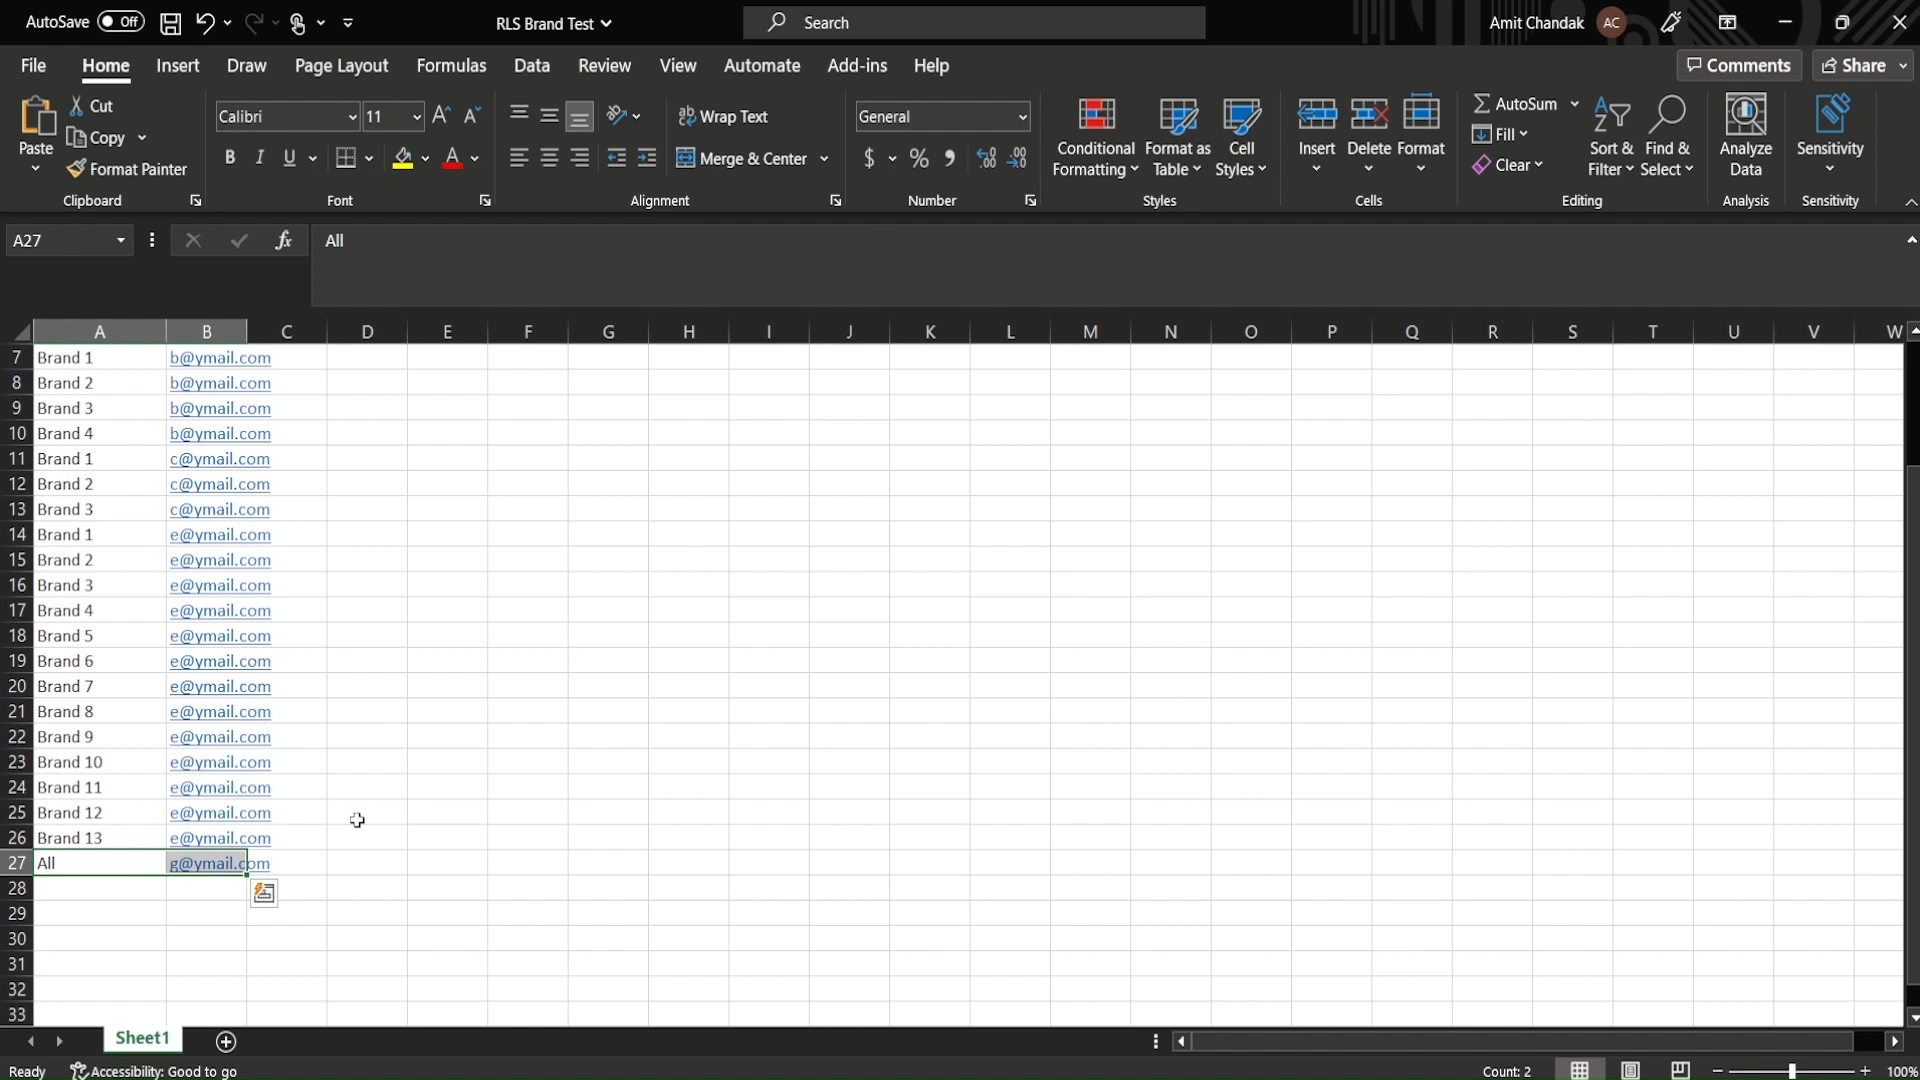 AutoSave Off RLS Brand Test Search Amit Chandak AC
File Home Insert Draw Page Layout Formulas Data Review View Automate Add-ins Help Comments Share
Paste Cut Copy Format Painter Clipboard
Calibri 11 B I U A Font
Wrap Text Merge & Center Alignment
General $ % Number
Conditional Formatting Format as Table Cell Styles Styles
Insert Delete Format Cells
AutoSum Fill Clear Sort & Filter Find & Select Editing
Analyze Data Analysis
Sensitivity Sensitivity
A27 fx All
A B C D E F G H I J K L M N O P Q R S T U V W
7 Brand 1 b@ymail.com
8 Brand 2 b@ymail.com
9 Brand 3 b@ymail.com
10 Brand 4 b@ymail.com
11 Brand 1 c@ymail.com
12 Brand 2 c@ymail.com
13 Brand 3 c@ymail.com
14 Brand 1 e@ymail.com
15 Brand 2 e@ymail.com
16 Brand 3 e@ymail.com
17 Brand 4 e@ymail.com
18 Brand 5 e@ymail.com
19 Brand 6 e@ymail.com
20 Brand 7 e@ymail.com
21 Brand 8 e@ymail.com
22 Brand 9 e@ymail.com
23 Brand 10 e@ymail.com
24 Brand 11 e@ymail.com
25 Brand 12 e@ymail.com
26 Brand 13 e@ymail.com
27 All g@ymail.com
28
29
30
31
32
33
Sheet1
Ready Accessibility: Good to go Count: 2 100%